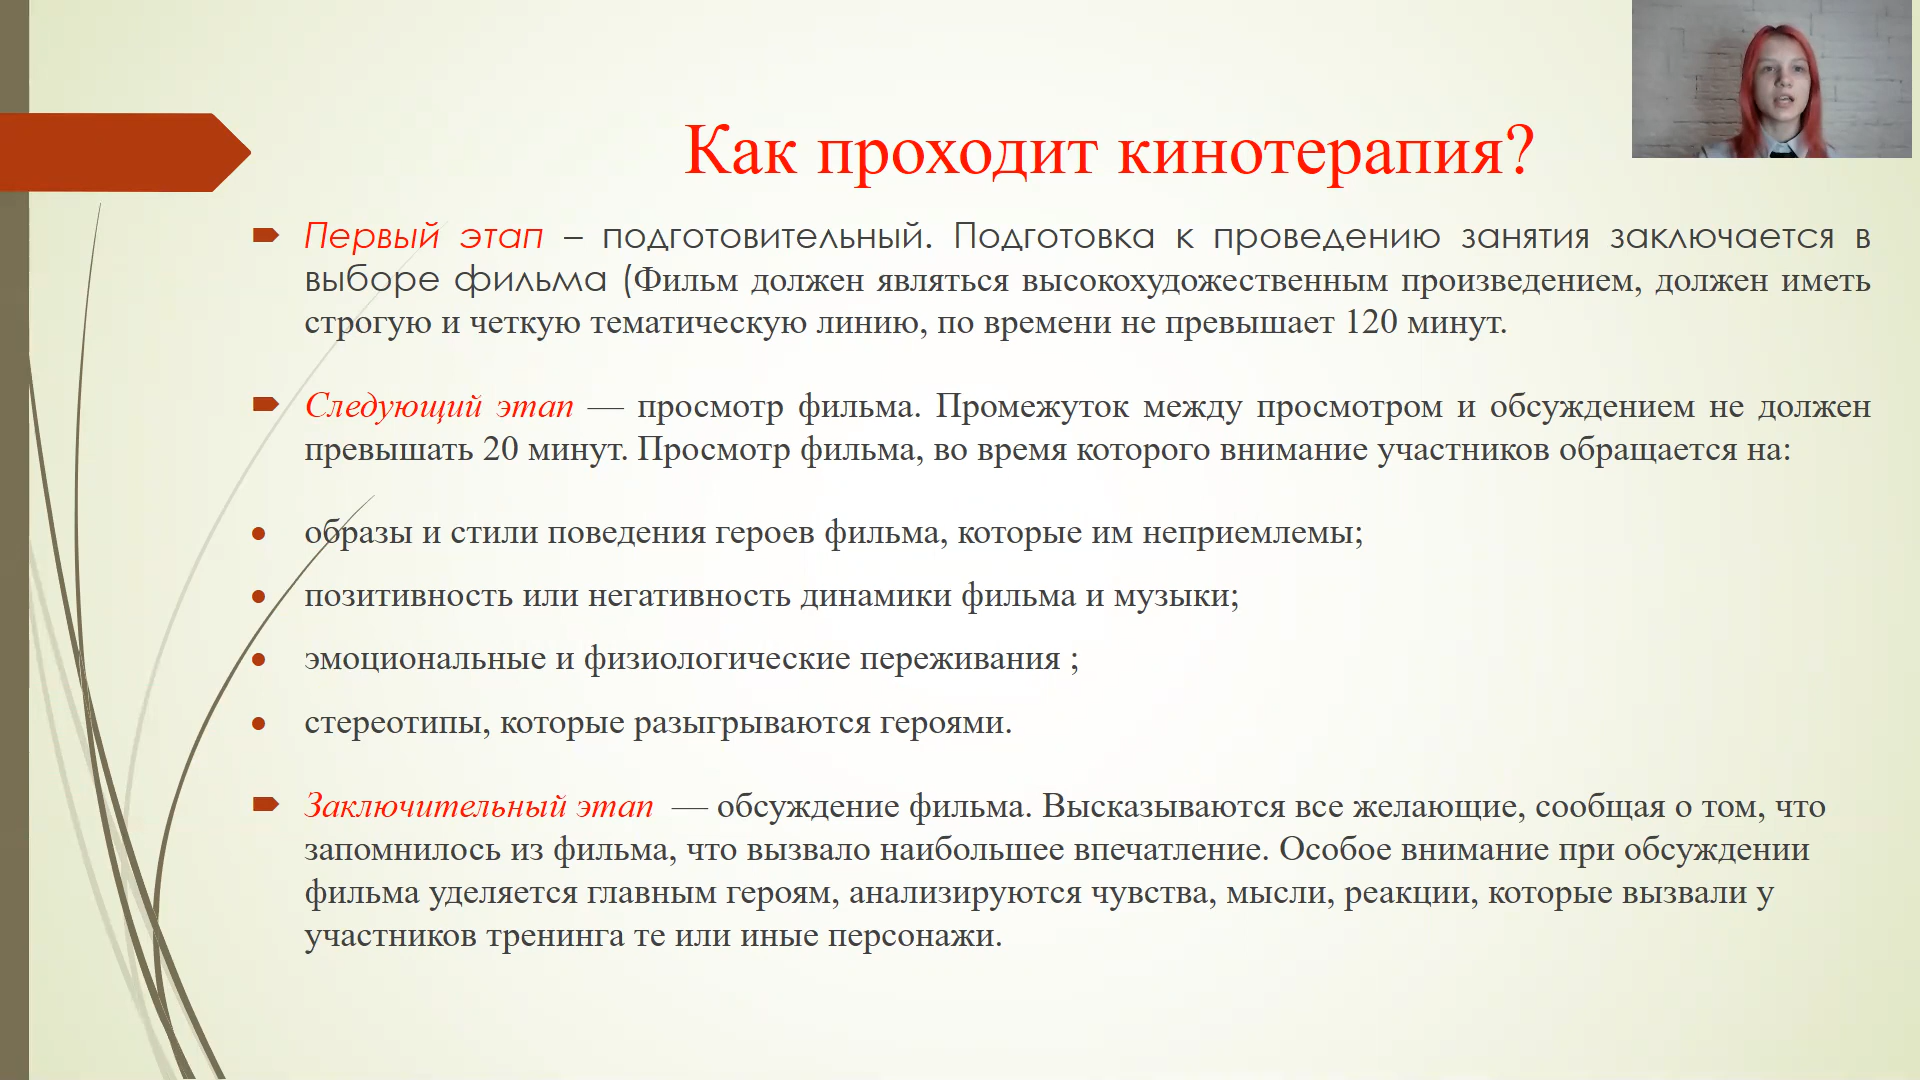 Как проходит кинотерапия?
Первый этап – подготовительный. Подготовка к проведению занятия заключается в
выборе фильма (Фильм должен являться высокохудожественным произведением, должен иметь
строгую и четкую тематическую линию, по времени не превышает 120 минут.
Следующий этап — просмотр фильма. Промежуток между просмотром и обсуждением не должен
превышать 20 минут. Просмотр фильма, во время которого внимание участников обращается на:
образы и стили поведения героев фильма, которые им неприемлемы;
позитивность или негативность динамики фильма и музыки;
эмоциональные и физиологические переживания ;
стереотипы, которые разыгрываются героями.
Заключительный этап — обсуждение фильма. Высказываются все желающие, сообщая о том, что
запомнилось из фильма, что вызвало наибольшее впечатление. Особое внимание при обсуждении
фильма уделяется главным героям, анализируются чувства, мысли, реакции, которые вызвали у
участников тренинга те или иные персонажи.